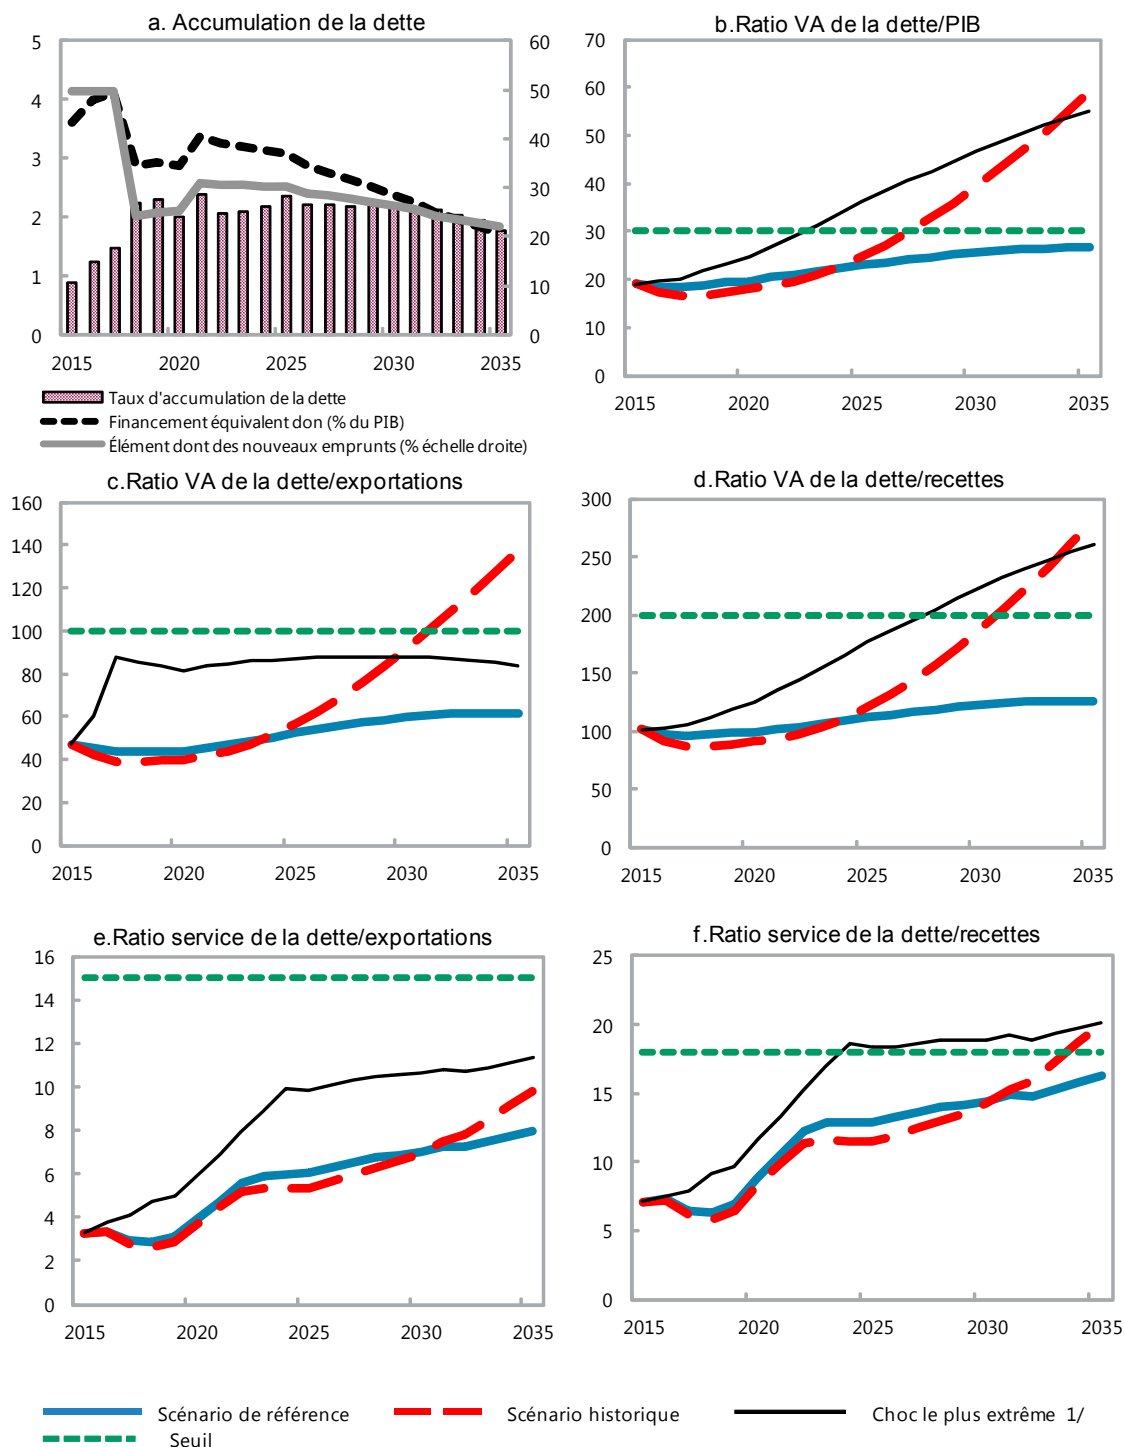 a. Accumulation de la dette
5
4
3
2
1
0
60
50
40
30
20
10
0
2015 2020 2025 2030 2035
Taux d'accumulation de la dette
Financement équivalent don (% du PIB)
Élément dont des nouveaux emprunts (% échelle droite)
b.Ratio VA de la dette/PIB
70
60
50
40
30
20
10
0
2015 2020 2025 2030 2035
c.Ratio VA de la dette/exportations
160
140
120
100
80
60
40
20
0
2015 2020 2025 2030 2035
d.Ratio VA de la dette/recettes
300
250
200
150
100
50
0
2015 2020 2025 2030 2035
e.Ratio service de la dette/exportations
16
14
12
10
8
6
4
2
0
2015 2020 2025 2030 2035
f.Ratio service de la dette/recettes
25
20
15
10
5
0
2015 2020 2025 2030 2035
Scénario de référence
Scénario historique
Choc le plus extrême 1/
Seuil